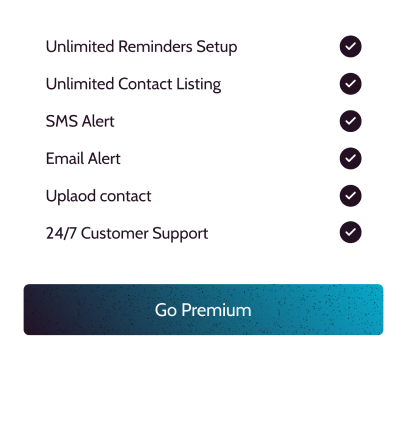 Unlimited Reminders Setup
Unlimited Contact Listing
SMS Alert
Email Alert
Uplaod contact
24/7 Customer Support
Go Premium